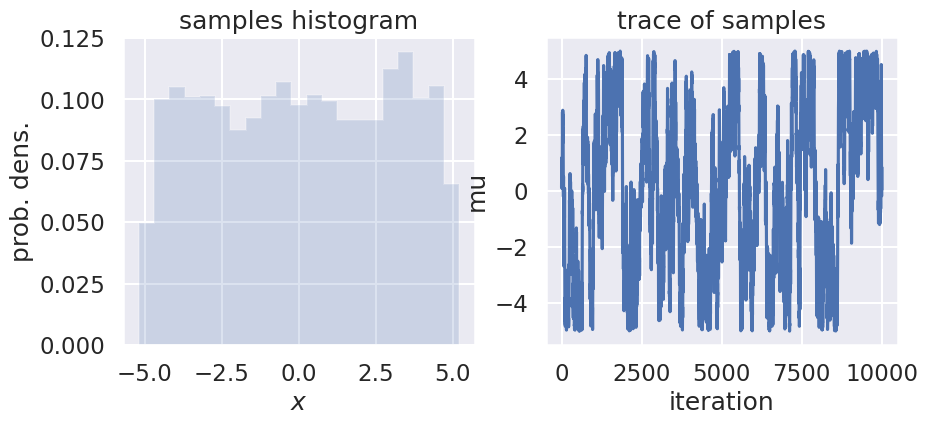 samples histogram
prob. dens.
0.125
0.100
0.075
0.050
0.025
0.000
−5.0 −2.5 0.0 2.5 5.0
x
trace of samples
mu
4
2
0
−2
−4
0 2500 5000 7500 10000
iteration